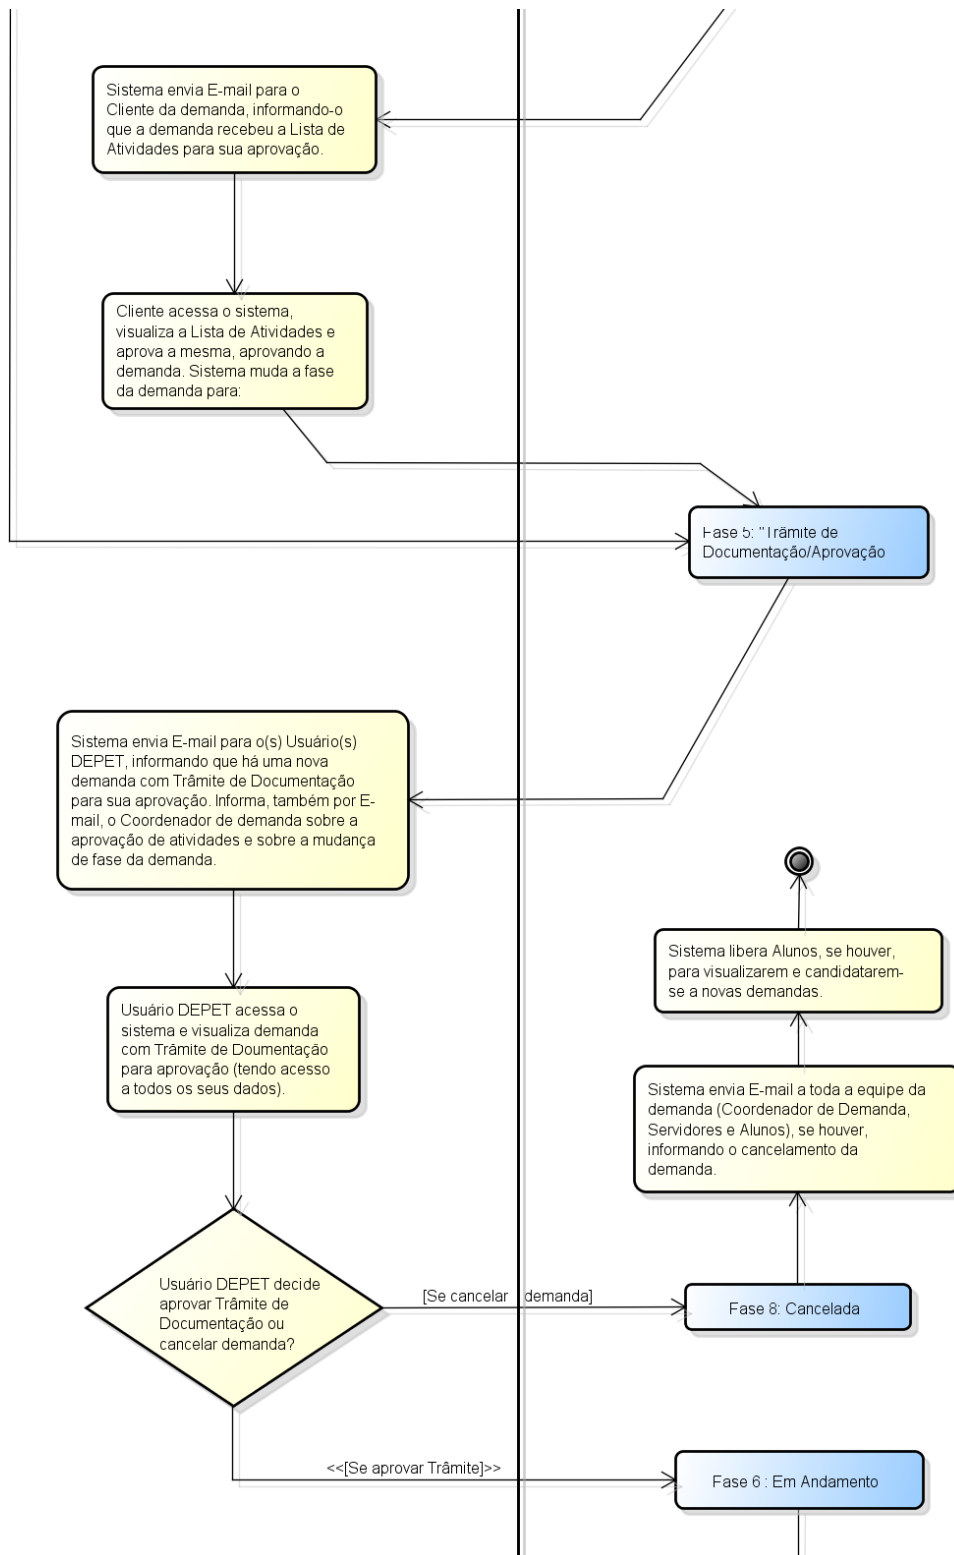 Sistema envia E-mail para o
Cliente da demanda, informando-o
que a demanda recebeu a Lista de
Atividades para sua aprovação.
Cliente acessa o sistema,
visualiza a Lista de Atividades e
aprova a mesma, aprovando a
demanda. Sistema muda a fase
da demanda para:
Fase 5: "Trâmite de
Documentação/Aprovação
Sistema envia E-mail para o(s) Usuário(s)
DEPET, informando que há uma nova
demanda com Trâmite de Documentação
para sua aprovação. Informa, também por E-
mail, o Coordenador de demanda sobre a
aprovação de atividades e sobre a mudança
de fase da demanda.
Sistema libera Alunos, se houver,
para visualizarem e candidatarem-
se a novas demandas.
Usuário DEPET acessa o
sistema e visualiza demanda
com Trâmite de Doumentação
para aprovação (tendo acesso
a todos os seus dados).
Sistema envia E-mail a toda a equipe da
demanda (Coordenador de Demanda,
Servidores e Alunos), se houver,
informando o cancelamento da
demanda.
Usuário DEPET decide
aprovar Trâmite de
Documentação ou
cancelar demanda?
[Se cancelar demanda]
Fase 8: Cancelada
<<[Se aprovar Trâmite]>>
Fase 6 : Em Andamento